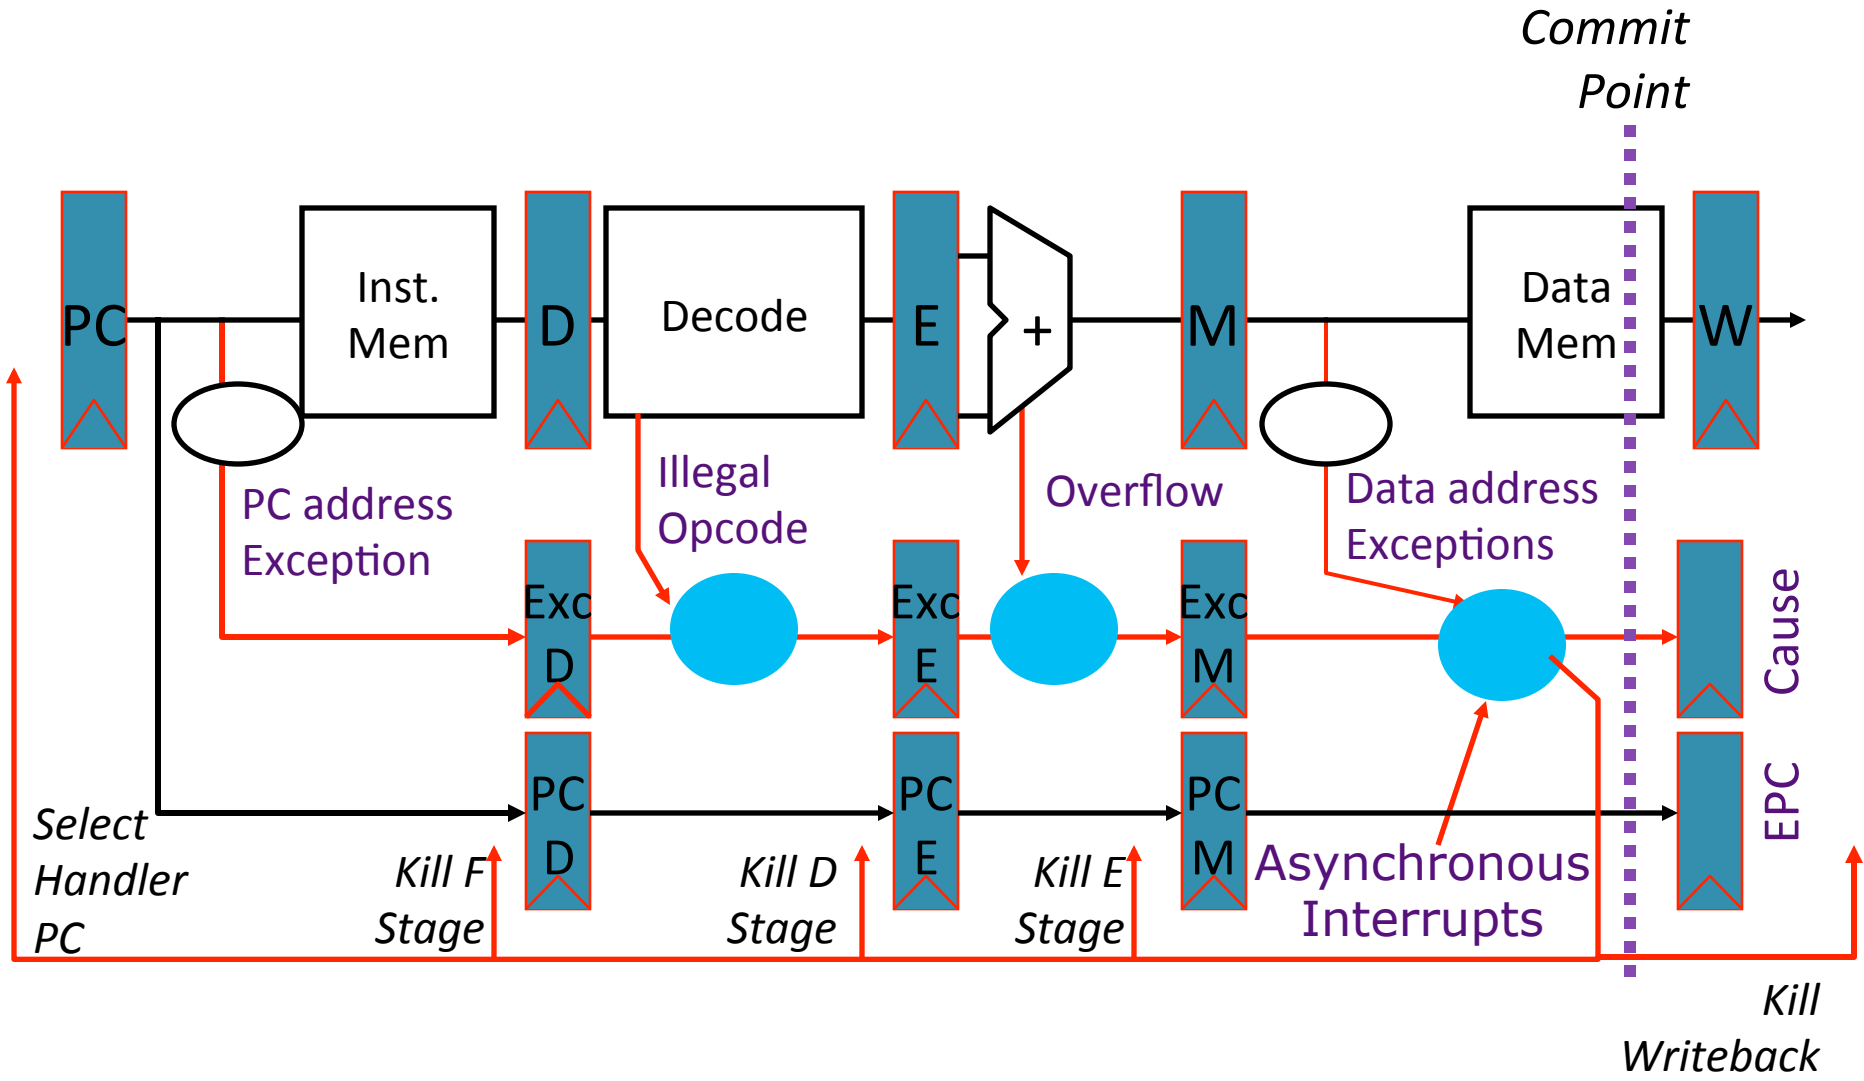 Commit
Point
PC
Inst.
Mem
D
Decode
E
+
M
Data
Mem
W
PC address
Exception
Illegal
Opcode
Overflow
Data address
Exceptions
Exc
D
Exc
E
Exc
M
Cause
PC
D
PC
E
PC
M
EPC
Select
Handler
PC
Kill F
Stage
Kill D
Stage
Kill E
Stage
Asynchronous
Interrupts
Kill
Writeback